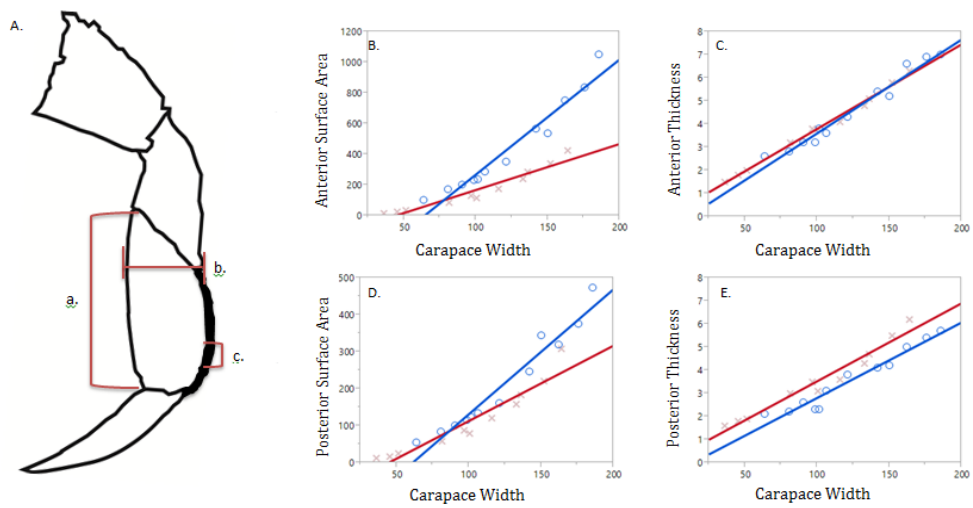 A.
a.
b.
c.
B.
Anterior Surface Area
1200
1000
800
600
400
200
0
50
100
150
200
Carapace Width
C.
Anterior Thickness
8
7
6
5
4
3
2
1
0
50
100
150
200
Carapace Width
D.
Posterior Surface Area
500
400
300
200
100
0
50
100
150
200
Carapace Width
E.
Posterior Thickness
8
7
6
5
4
3
2
1
0
50
100
150
200
Carapace Width